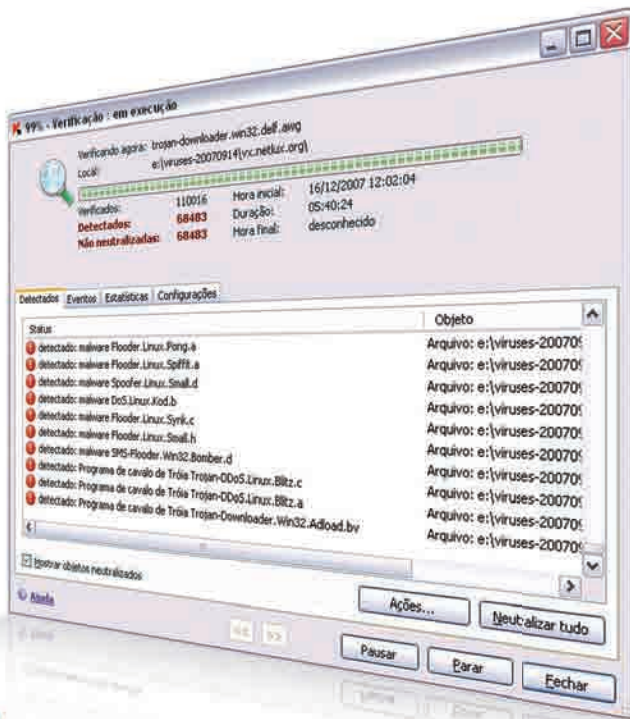 99% - Verificação : em execução
Verificando agora: trojan-downloader.win32.delf.awg
Local: e:\viruses-20070914\vx.netlux.org\
Verificados: 110016 Hora inicial: 16/12/2007 12:02:04
Detectados: 68483 Duração: 05:40:24
Não neutralizadas: 68483 Hora final: desconhecido
Detectados Eventos Estatísticas Configurações
Status Objeto
detectado: malware Flooder.Linux.Pong.a Arquivo: e:\viruses-20070
detectado: malware Flooder.Linux.Spffit.a Arquivo: e:\viruses-20070
detectado: malware Spoofer.Linux.Small.d Arquivo: e:\viruses-20070
detectado: malware DoS.Linux.Kod.b Arquivo: e:\viruses-20070
detectado: malware Flooder.Linux.Synk.c Arquivo: e:\viruses-20070
detectado: malware Flooder.Linux.Small.h Arquivo: e:\viruses-20070
detectado: malware SMS-Flooder.Win32.Bomber.d Arquivo: e:\viruses-20070
detectado: Programa de cavalo de Tróia Trojan-DDoS.Linux.Blitz.c Arquivo: e:\viruses-20070
detectado: Programa de cavalo de Tróia Trojan-DDoS.Linux.Blitz.a Arquivo: e:\viruses-20070
detectado: Programa de cavalo de Tróia Trojan-Downloader.Win32.Adload.bv Arquivo: e:\viruses-20070
Mostrar objetos neutralizados
Ações... Neutralizar tudo
Ajuda
<< >> Pausar Parar Fechar